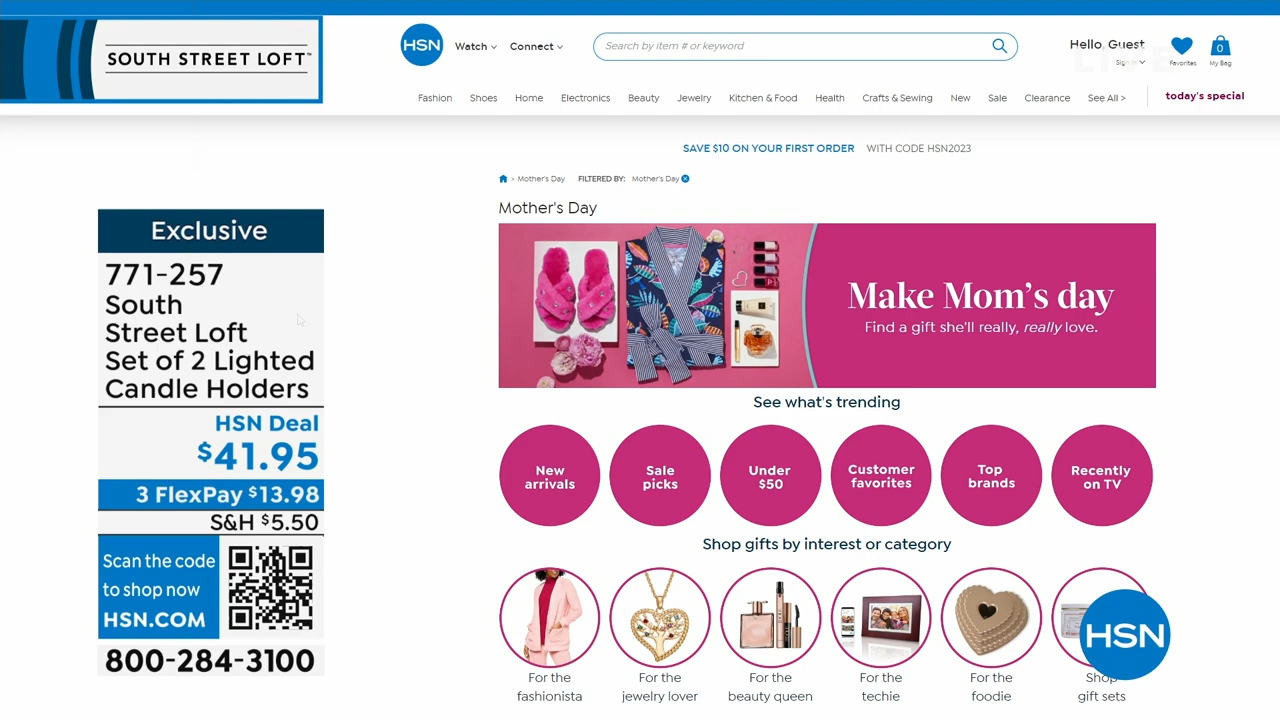 SOUTH STREET LOFT™
HSN
Watch
Connect
Search by item # or keyword
Hello, Guest
Sign In
Favorites
0
My Bag
LIVE
Fashion
Shoes
Home
Electronics
Beauty
Jewelry
Kitchen & Food
Health
Crafts & Sewing
New
Sale
Clearance
See All >
today's special
SAVE $10 ON YOUR FIRST ORDER WITH CODE HSN2023
> Mother's Day FILTERED BY: Mother's Day
Mother's Day
Make Mom's day
Find a gift she'll really, really love.
See what's trending
New
arrivals
Sale
picks
Under
$50
Customer
favorites
Top
brands
Recently
on TV
Shop gifts by interest or category
For the
fashionista
For the
jewelry lover
For the
beauty queen
For the
techie
For the
foodie
Shop
gift sets
HSN
Exclusive
771-257
South
Street Loft
Set of 2 Lighted
Candle Holders
HSN Deal
$41.95
3 FlexPay $13.98
S&H $5.50
Scan the code
to shop now
HSN.COM
800-284-3100